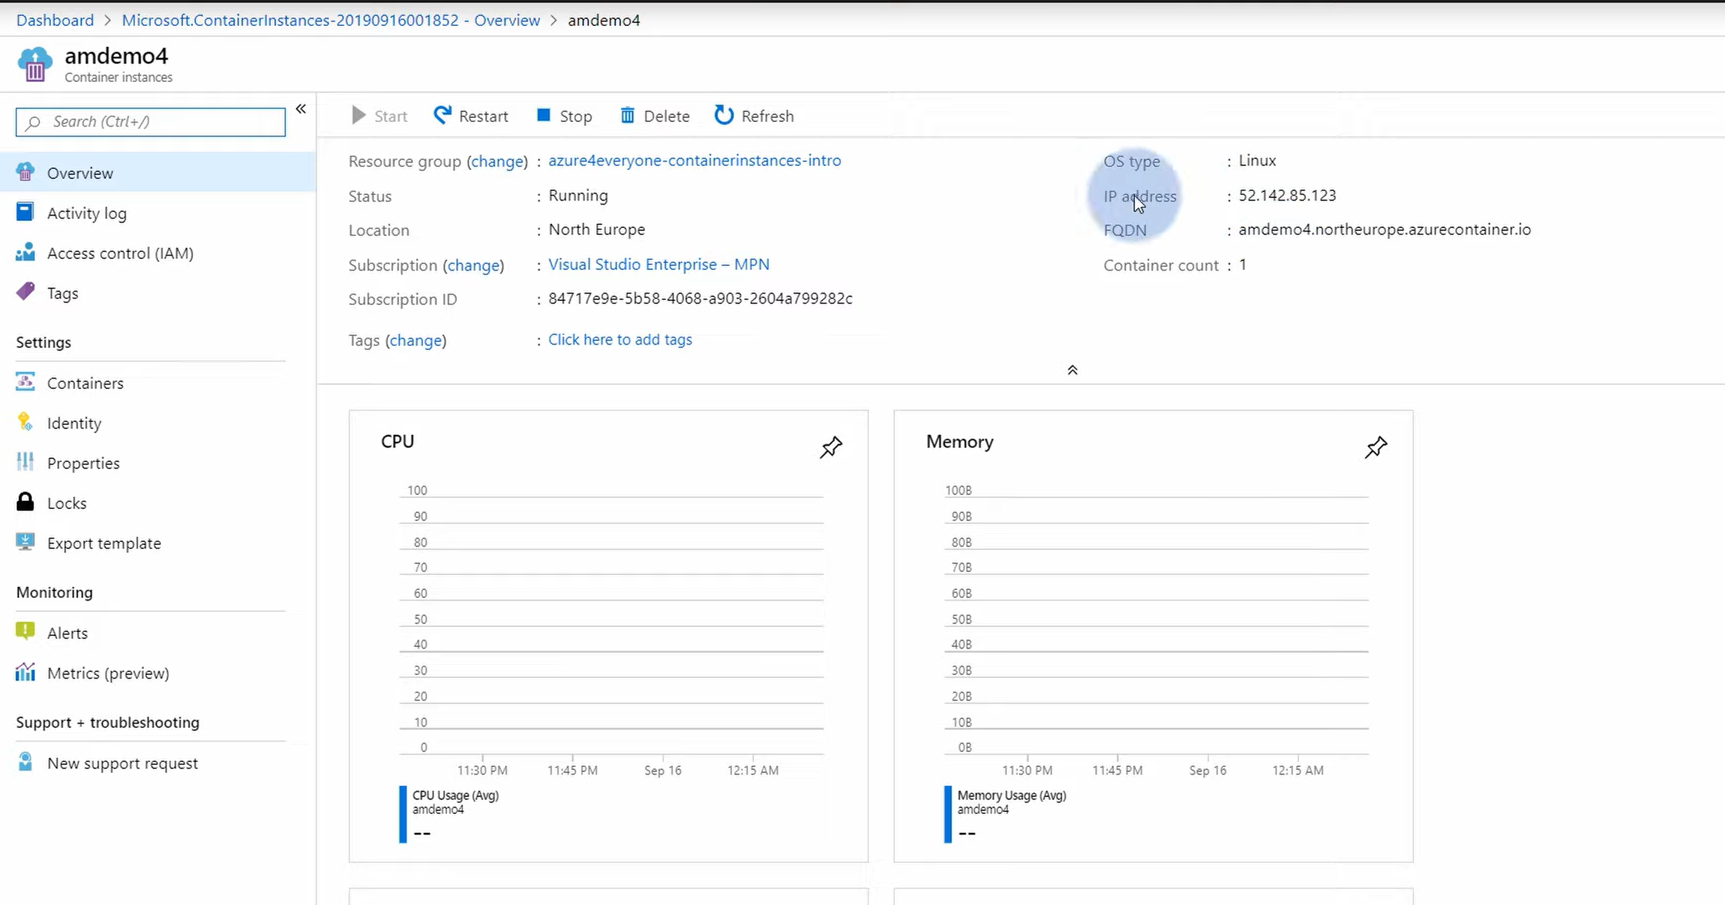 Dashboard > Microsoft.ContainerInstances-20190916001852 - Overview > amdemo4
amdemo4
Container instances
Search (Ctrl+/)
Overview
Activity log
Access control (IAM)
Tags
Settings
Containers
Identity
Properties
Locks
Export template
Monitoring
Alerts
Metrics (preview)
Support + troubleshooting
New support request
Start Restart Stop Delete Refresh
Resource group (change) : azure4everyone-containerinstances-intro
Status : Running
Location : North Europe
Subscription (change) : Visual Studio Enterprise – MPN
Subscription ID : 84717e9e-5b58-4068-a903-2604a799282c
Tags (change) : Click here to add tags
OS type : Linux
IP address : 52.142.85.123
FQDN : amdemo4.northeurope.azurecontainer.io
Container count : 1
CPU
100
90
80
70
60
50
40
30
20
10
0
11:30 PM 11:45 PM Sep 16 12:15 AM
CPU Usage (Avg)
amdemo4
--
Memory
100B
90B
80B
70B
60B
50B
40B
30B
20B
10B
0B
11:30 PM 11:45 PM Sep 16 12:15 AM
Memory Usage (Avg)
amdemo4
--